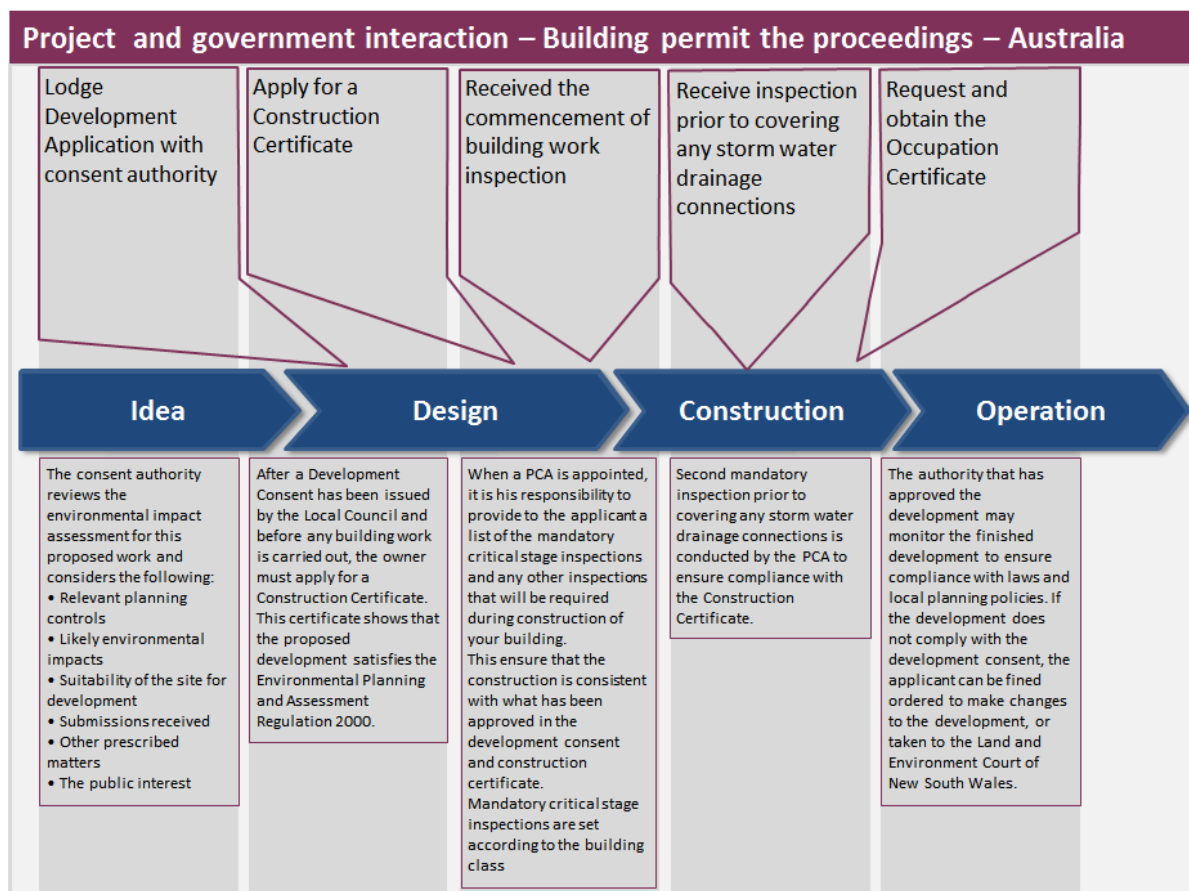 Project and government interaction – Building permit the proceedings – Australia
Lodge
Development
Application with
consent authority
Apply for a
Construction
Certificate
Received the
commencement of
building work
inspection
Receive inspection
prior to covering
any storm water
drainage
connections
Request and
obtain the
Occupation
Certificate
Idea
Design
Construction
Operation
The consent authority
reviews the
environmental impact
assessment for this
proposed work and
considers the following:
• Relevant planning
controls
• Likely environmental
impacts
• Suitability of the site for
development
• Submissions received
• Other prescribed
matters
• The public interest
After a Development
Consent has been issued
by the Local Council and
before any building work
is carried out, the owner
must apply for a
Construction Certificate.
This certificate shows that
the proposed
development satisfies the
Environmental Planning
and Assessment
Regulation 2000.
When a PCA is appointed,
it is his responsibility to
provide to the applicant a
list of the mandatory
critical stage inspections
and any other inspections
that will be required
during construction of
your building.
This ensure that the
construction is consistent
with what has been
approved in the
development consent
and construction
certificate.
Mandatory critical stage
inspections are set
according to the building
class
Second mandatory
inspection prior to
covering any storm water
drainage connections is
conducted by the PCA to
ensure compliance with
the Construction
Certificate.
The authority that has
approved the
development may
monitor the finished
development to ensure
compliance with laws and
local planning policies. If
the development does
not comply with the
development consent, the
applicant can be fined
ordered to make changes
to the development, or
taken to the Land and
Environment Court of
New South Wales.